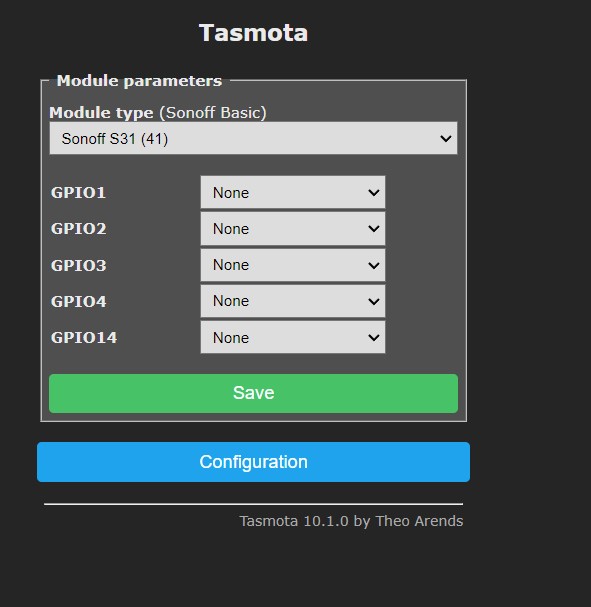 Tasmota
Module parameters
Module type (Sonoff Basic)
Sonoff S31 (41)
GPIO1 None
GPIO2 None
GPIO3 None
GPIO4 None
GPIO14 None
Save
Configuration
Tasmota 10.1.0 by Theo Arends